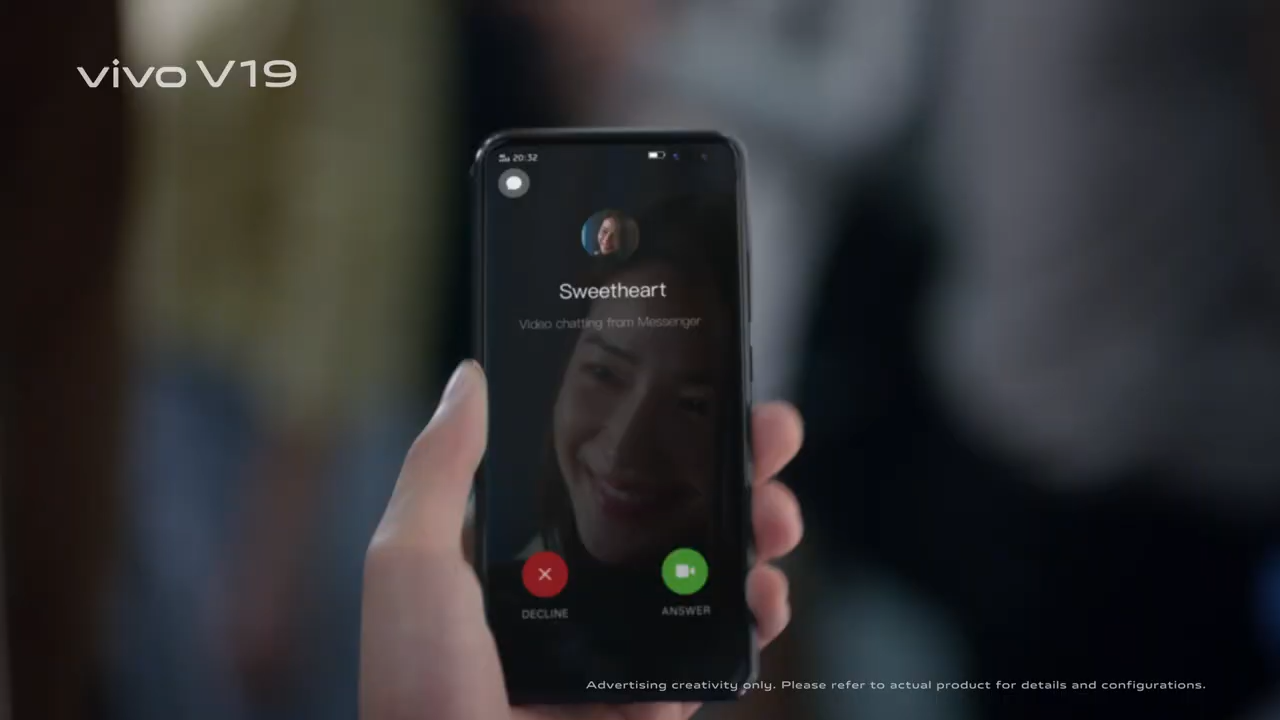 vivo V19
20:32
Sweetheart
Video chatting from Messenger
DECLINE
ANSWER
Advertising creativity only. Please refer to actual product for details and configurations.